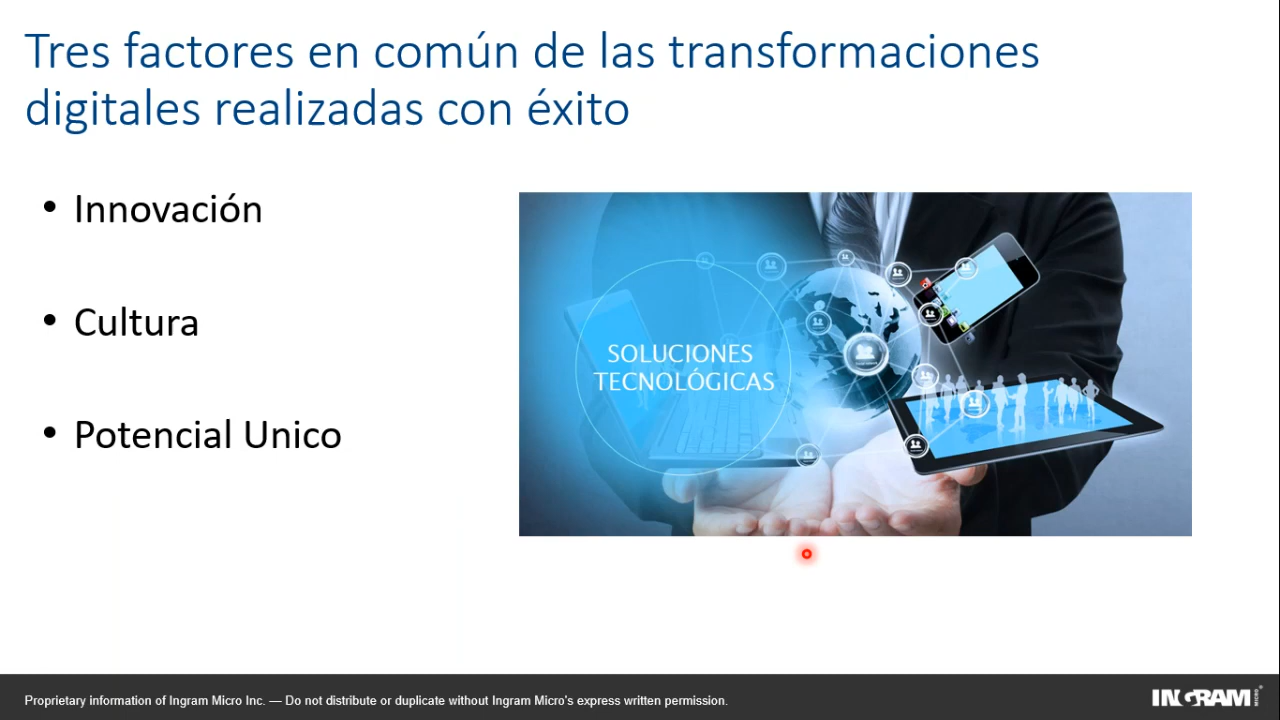 Tres factores en común de las transformaciones
digitales realizadas con éxito
• Innovación
• Cultura
• Potencial Unico
SOLUCIONES
TECNOLÓGICAS
Proprietary information of Ingram Micro Inc. — Do not distribute or duplicate without Ingram Micro's express written permission.
INGRAM MICRO®